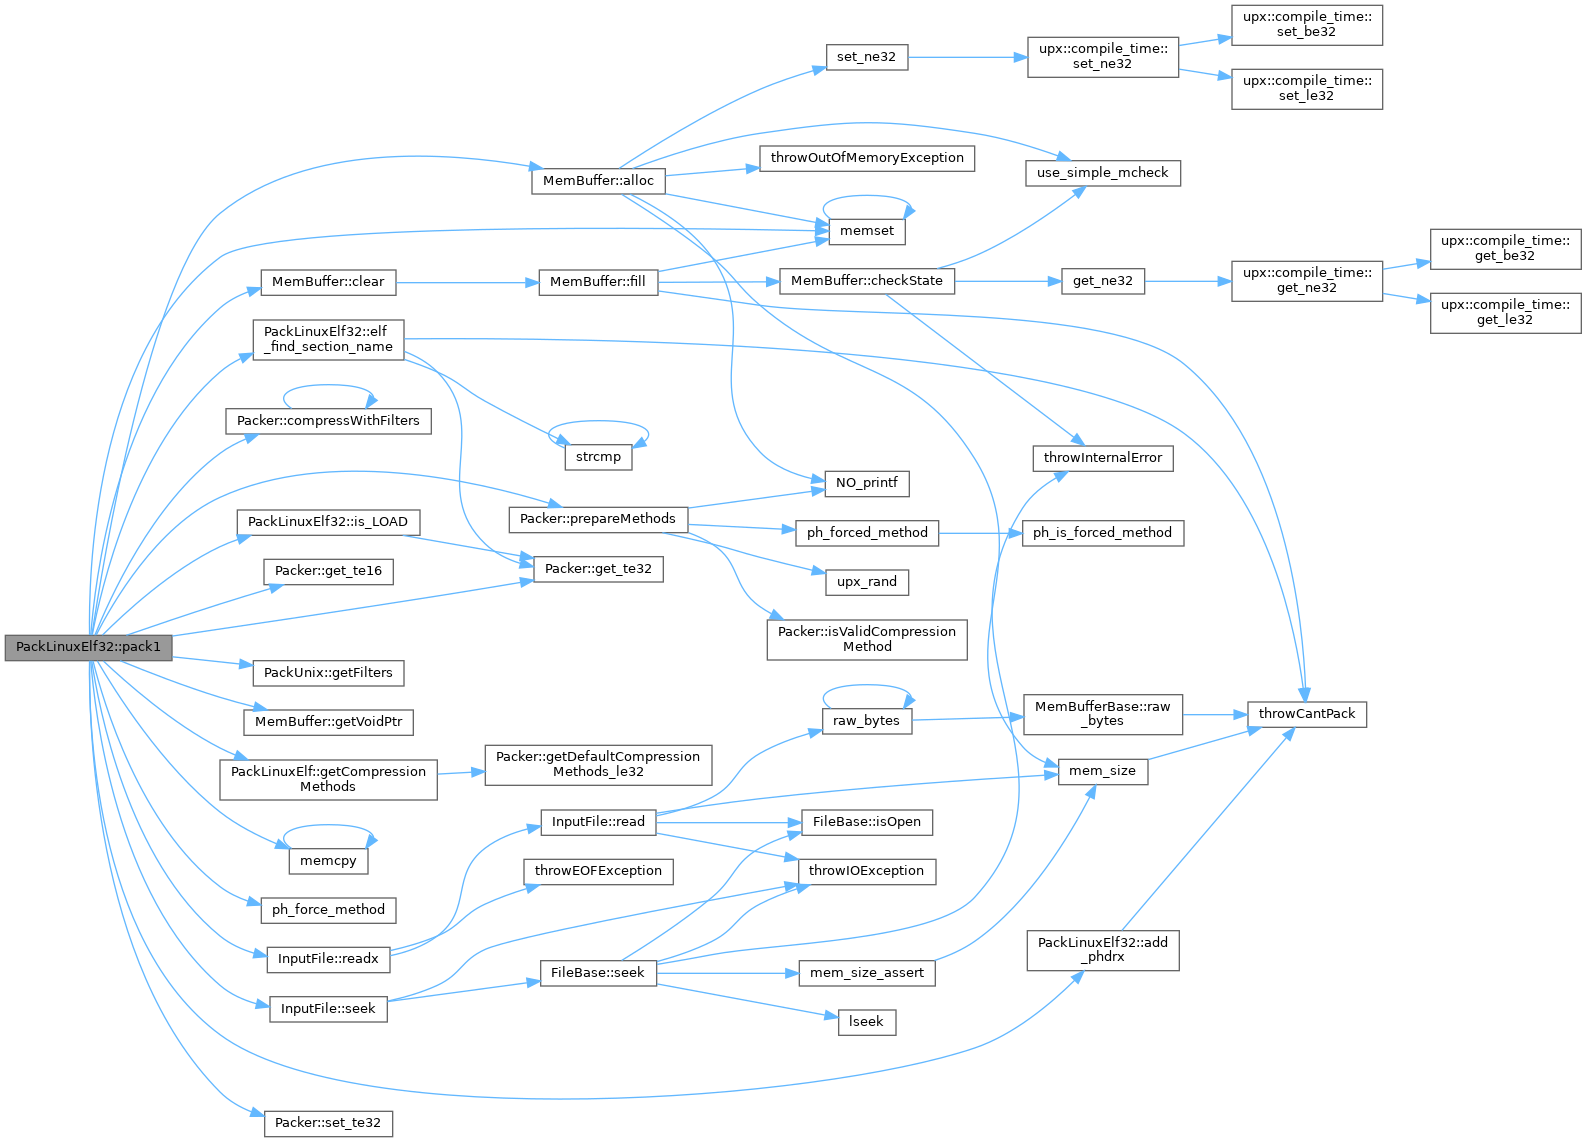 upx::compile_time::
set_be32
set_ne32
upx::compile_time::
set_ne32
upx::compile_time::
set_le32
throwOutOfMemoryException
use_simple_mcheck
MemBuffer::alloc
memset
upx::compile_time::
get_be32
MemBuffer::clear
MemBuffer::fill
MemBuffer::checkState
get_ne32
upx::compile_time::
get_ne32
upx::compile_time::
get_le32
PackLinuxElf32::elf
_find_section_name
Packer::compressWithFilters
strcmp
throwInternalError
NO_printf
PackLinuxElf32::is_LOAD
Packer::prepareMethods
ph_forced_method
ph_is_forced_method
Packer::get_te16
Packer::get_te32
upx_rand
PackLinuxElf32::pack1
Packer::isValidCompression
Method
PackUnix::getFilters
MemBuffer::getVoidPtr
raw_bytes
MemBufferBase::raw
_bytes
throwCantPack
PackLinuxElf::getCompression
Methods
Packer::getDefaultCompression
Methods_le32
mem_size
InputFile::read
FileBase::isOpen
memcpy
throwEOFException
throwIOException
ph_force_method
InputFile::readx
FileBase::seek
mem_size_assert
PackLinuxElf32::add
_phdrx
InputFile::seek
lseek
Packer::set_te32